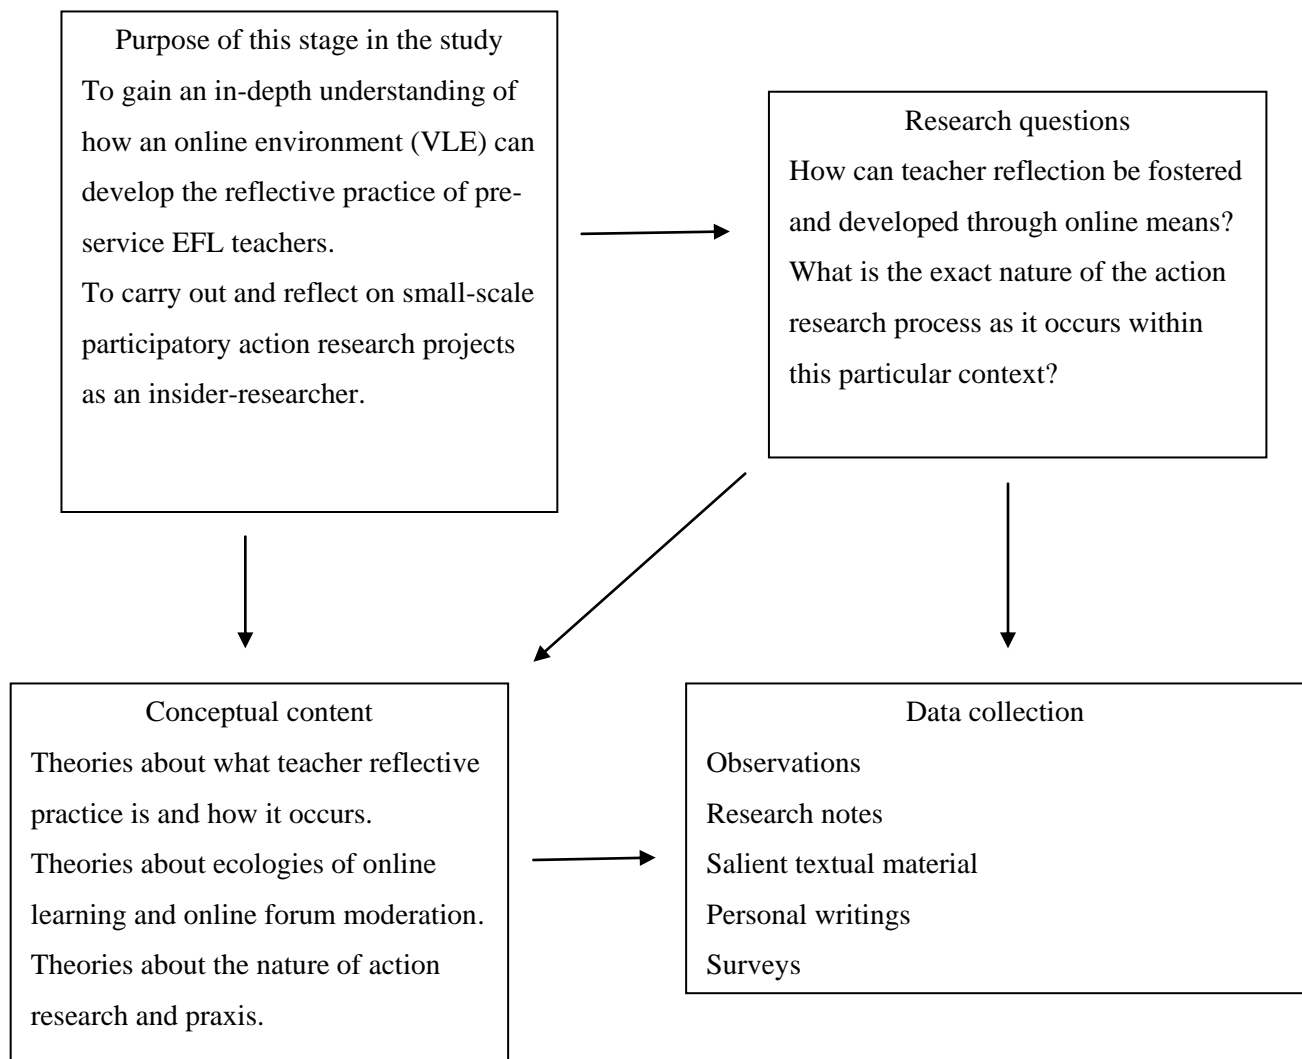 Purpose of this stage in the study
To gain an in-depth understanding of
how an online environment (VLE) can
develop the reflective practice of pre-
service EFL teachers.
To carry out and reflect on small-scale
participatory action research projects
as an insider-researcher.
Research questions
How can teacher reflection be fostered
and developed through online means?
What is the exact nature of the action
research process as it occurs within
this particular context?
Conceptual content
Theories about what teacher reflective
practice is and how it occurs.
Theories about ecologies of online
learning and online forum moderation.
Theories about the nature of action
research and praxis.
Data collection
Observations
Research notes
Salient textual material
Personal writings
Surveys